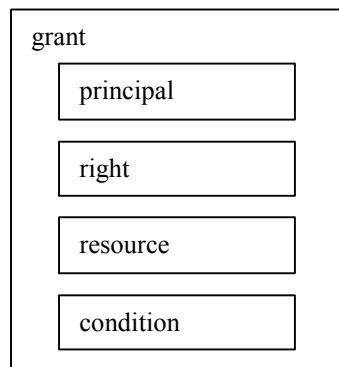 grant
principal
right
resource
condition